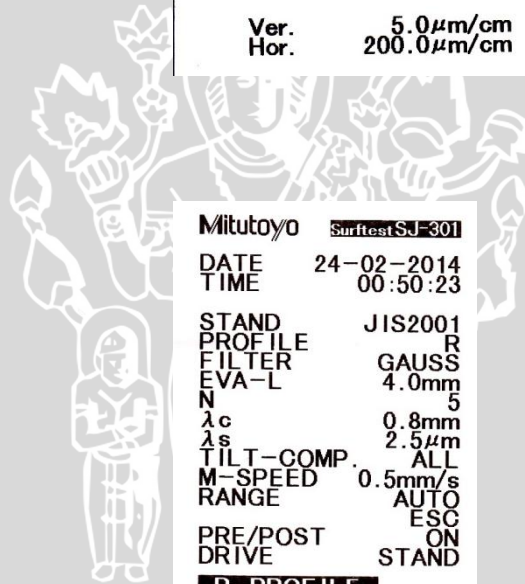 Ver. 5.0μm/cm
Hor. 200.0μm/cm
Mitutoyo SurftestSJ-301
DATE 24-02-2014
TIME 00:50:23
STAND JIS2001
PROFILE R
FILTER GAUSS
EVA-L 4.0mm
N 5
λc 0.8mm
λs 2.5μm
TILT-COMP. ALL
M-SPEED 0.5mm/s
RANGE AUTO
ESC
PRE/POST ON
DRIVE STAND
R PROFILE